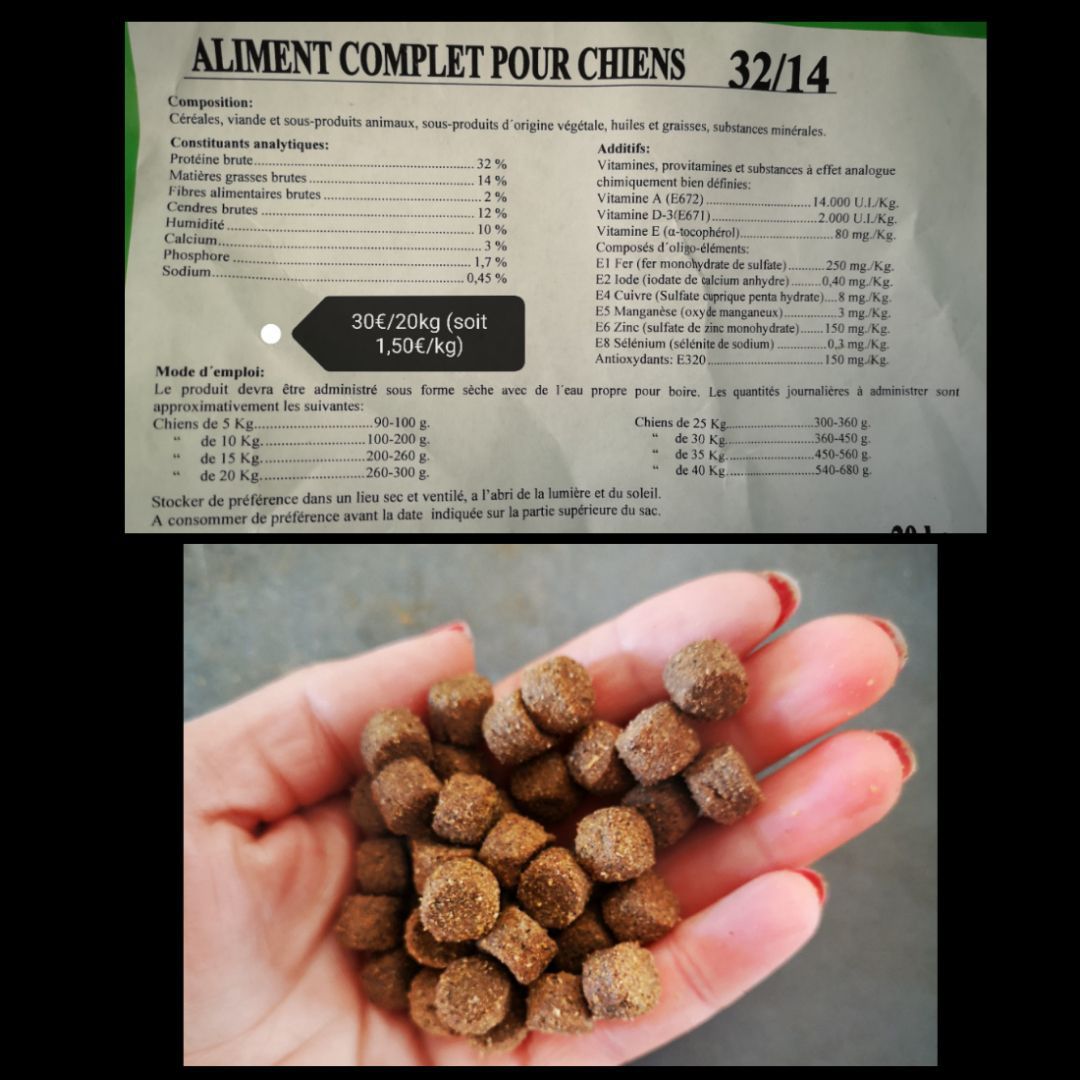 ALIMENT COMPLET POUR CHIENS 32/14
Composition:
Céréales, viande et sous-produits animaux, sous-produits d´origine végétale, huiles et graisses, substances minérales.
Constituants analytiques:
Protéine brute........ 32 %
Matières grasses brutes ........ 14 %
Fibres alimentaires brutes ........ 2 %
Cendres brutes ........ 12 %
Humidité ........ 10 %
Calcium........ 3 %
Phosphore ........ 1,7 %
Sodium........ 0,45 %
Additifs:
Vitamines, provitamines et substances à effet analogue
chimiquement bien définies:
Vitamine A (E672) ........ 14.000 U.I./Kg.
Vitamine D-3(E671)........ 2.000 U.I./Kg.
Vitamine E (α-tocophérol)........ 80 mg./Kg.
Composés d´oligo-éléments:
E1 Fer (fer monohydrate de sulfate) ........ 250 mg./Kg.
E2 Iode (iodate de calcium anhydre) ........ 0,40 mg./Kg.
E4 Cuivre (Sulfate cuprique penta hydrate).... 8 mg./Kg.
E5 Manganèse (oxyde manganeux)........ 3 mg./Kg.
E6 Zinc (sulfate de zinc monohydrate)....... 150 mg./Kg.
E8 Sélénium (sélénite de sodium) ........ 0,3 mg./Kg.
Antioxydants: E320........ 150 mg./Kg.
30€/20kg (soit
1,50€/kg)
Mode d´emploi:
Le produit devra être administré sous forme sèche avec de l´eau propre pour boire. Les quantités journalières à administrer sont
approximativement les suivantes:
Chiens de 5 Kg........ 90-100 g.
“ de 10 Kg........ 100-200 g.
“ de 15 Kg........ 200-260 g.
“ de 20 Kg........ 260-300 g.
Chiens de 25 Kg........ 300-360 g.
“ de 30 Kg........ 360-450 g.
“ de 35 Kg........ 450-560 g.
“ de 40 Kg........ 540-680 g.
Stocker de préférence dans un lieu sec et ventilé, a l’abri de la lumière et du soleil.
A consommer de préférence avant la date indiquée sur la partie supérieure du sac.